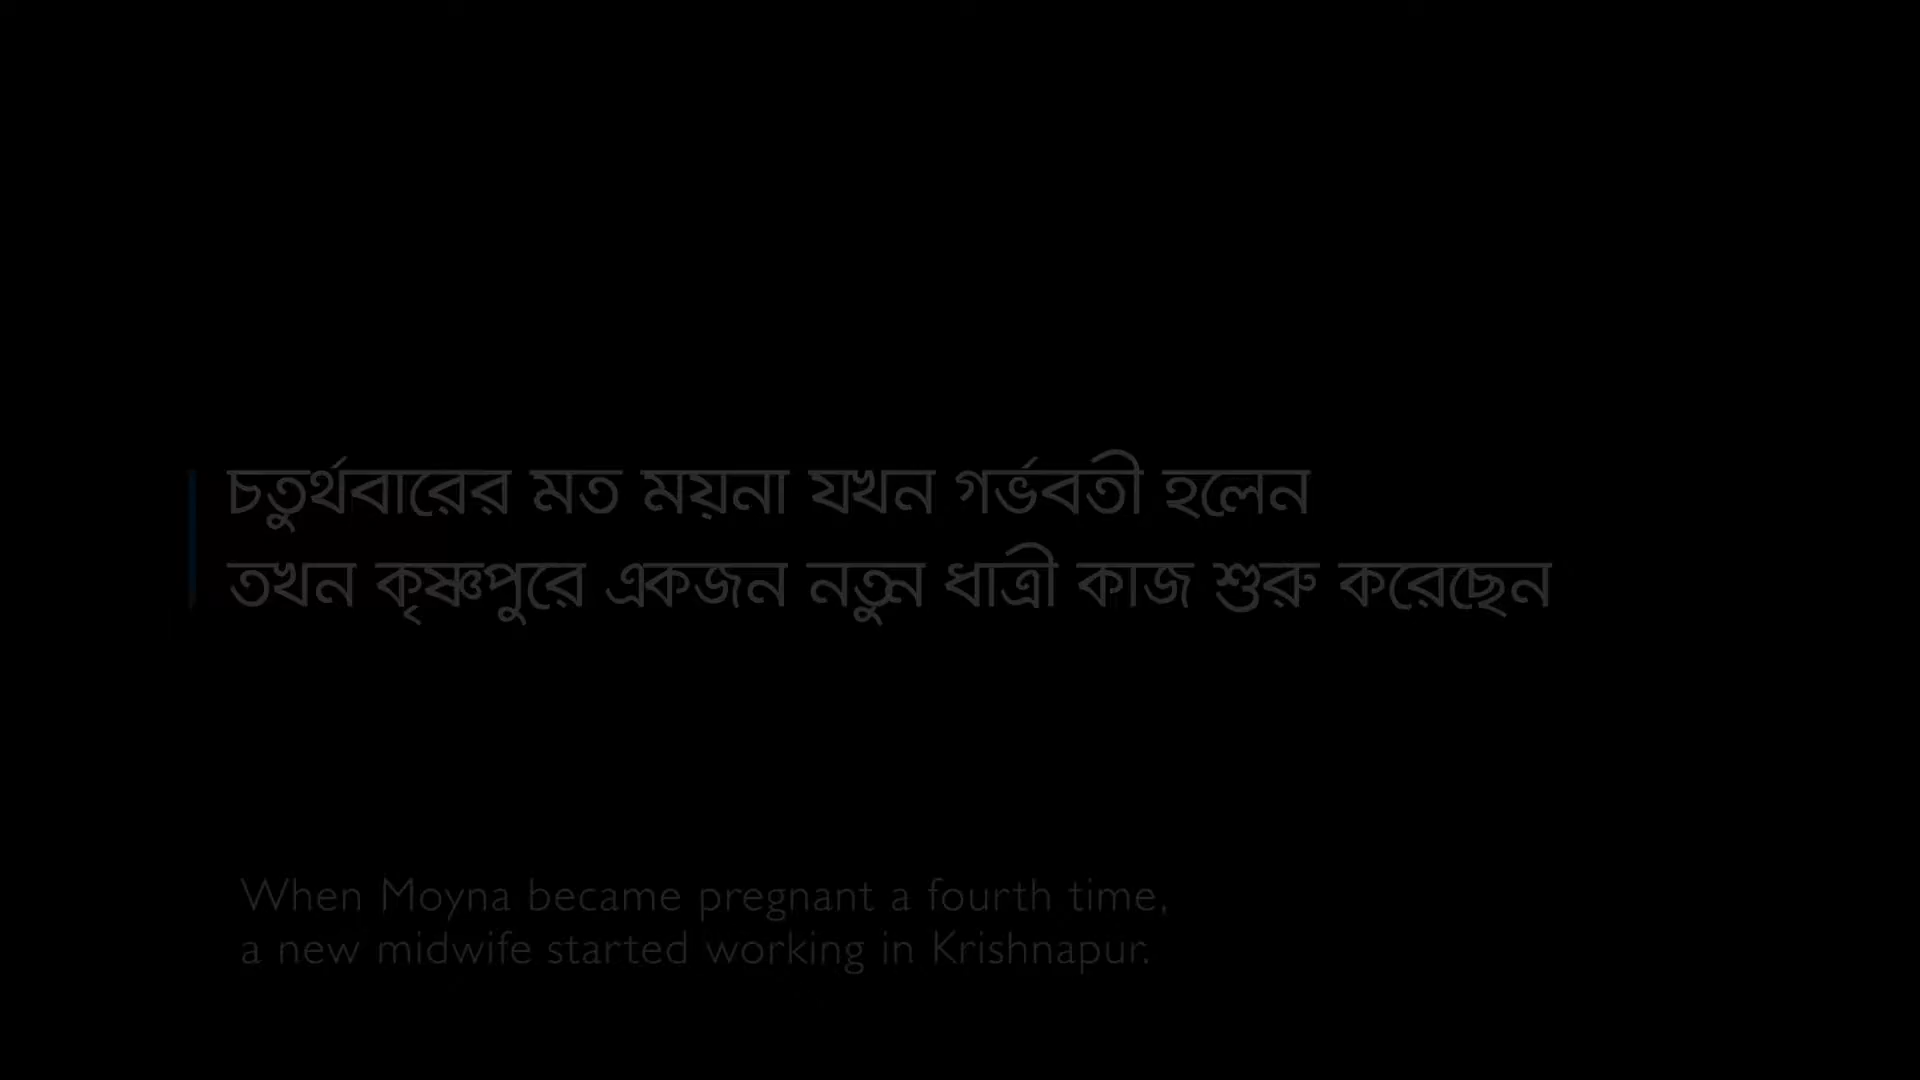 চতুর্থবারের মত ময়না যখন গর্ভবতী হলেন
তখন কৃষ্ণপুরে একজন নতুন ধাত্রী কাজ শুরু করেছেন
When Moyna became pregnant a fourth time,
a new midwife started working in Krishnapur.